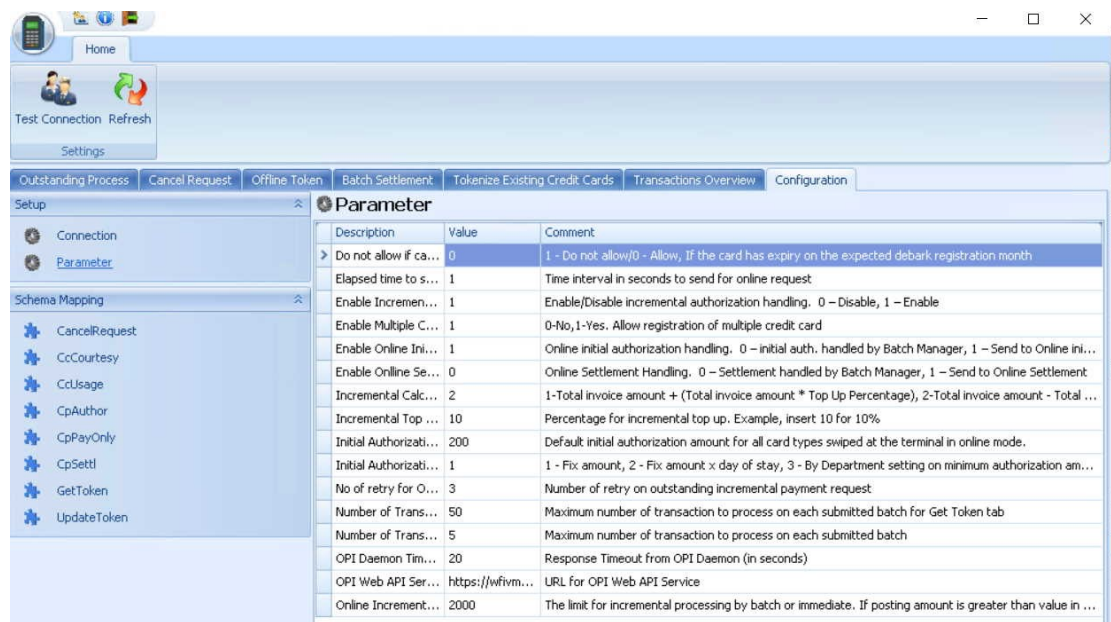 Home
Test Connection Refresh
Settings
Outstanding Process Cancel Request Offline Token Batch Settlement Tokenize Existing Credit Cards Transactions Overview Configuration
Setup
Connection
Parameter
Schema Mapping
CancelRequest
CcCourtesy
CcUsage
CpAuthor
CpPayOnly
CpSettl
GetToken
UpdateToken
Parameter
Description Value Comment
Do not allow if ca... 0 1 - Do not allow/0 - Allow, If the card has expiry on the expected debark registration month
Elapsed time to s... 1 Time interval in seconds to send for online request
Enable Incremen... 1 Enable/Disable incremental authorization handling. 0 – Disable, 1 – Enable
Enable Multiple C... 1 0-No,1-Yes. Allow registration of multiple credit card
Enable Online Ini... 1 Online initial authorization handling. 0 – initial auth. handled by Batch Manager, 1 – Send to Online ini...
Enable Onlline Se... 0 Online Settlement Handling. 0 – Settlement handled by Batch Manager, 1 – Send to Online Settlement
Incremental Calc... 2 1-Total invoice amount + (Total invoice amount * Top Up Percentage), 2-Total invoice amount - Total ...
Incremental Top ... 10 Percentage for incremental top up. Example, insert 10 for 10%
Initial Authorizati... 200 Default initial authorization amount for all card types swiped at the terminal in online mode.
Initial Authorizati... 1 1 - Fix amount, 2 - Fix amount x day of stay, 3 - By Department setting on minimum authorization am...
No of retry for O... 3 Number of retry on outstanding incremental payment request
Number of Trans... 50 Maximum number of transaction to process on each submitted batch for Get Token tab
Number of Trans... 5 Maximum number of transaction to process on each submitted batch
OPI Daemon Tim... 20 Response Timeout from OPI Daemon (in seconds)
OPI Web API Ser... https://wfivm... URL for OPI Web API Service
Online Increment... 2000 The limit for incremental processing by batch or immediate. If posting amount is greater than value in ...